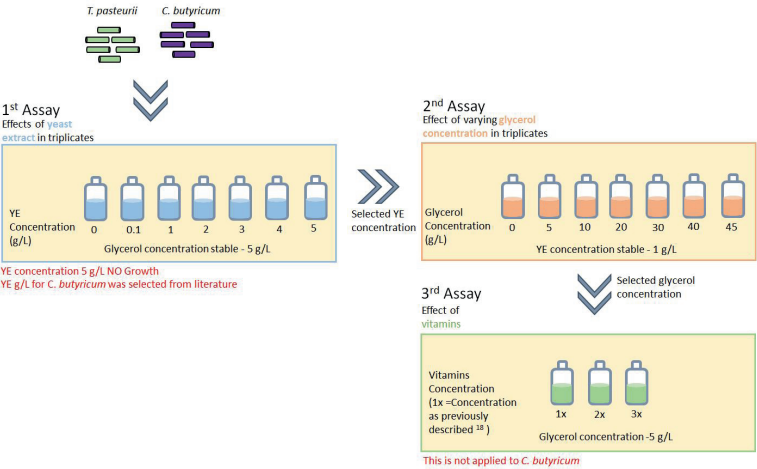 T. pasteurii
C. butyricum
1st Assay
Effects of yeast
extract in triplicates
YE
Concentration
(g/L)
0 0.1 1 2 3 4 5
Glycerol concentration stable - 5 g/L
YE concentration 5 g/L NO Growth
YE g/L for C. butyricum was selected from literature
Selected YE
concentration
2nd Assay
Effect of varying glycerol
concentration in triplicates
Glycerol
Concentration
(g/L)
0 5 10 20 30 40 45
YE concentration stable - 1 g/L
Selected glycerol
concentration
3rd Assay
Effect of
vitamins
Vitamins
Concentration
(1x =Concentration
as previously
described 18 )
1x 2x 3x
Glycerol concentration -5 g/L
This is not applied to C. butyricum